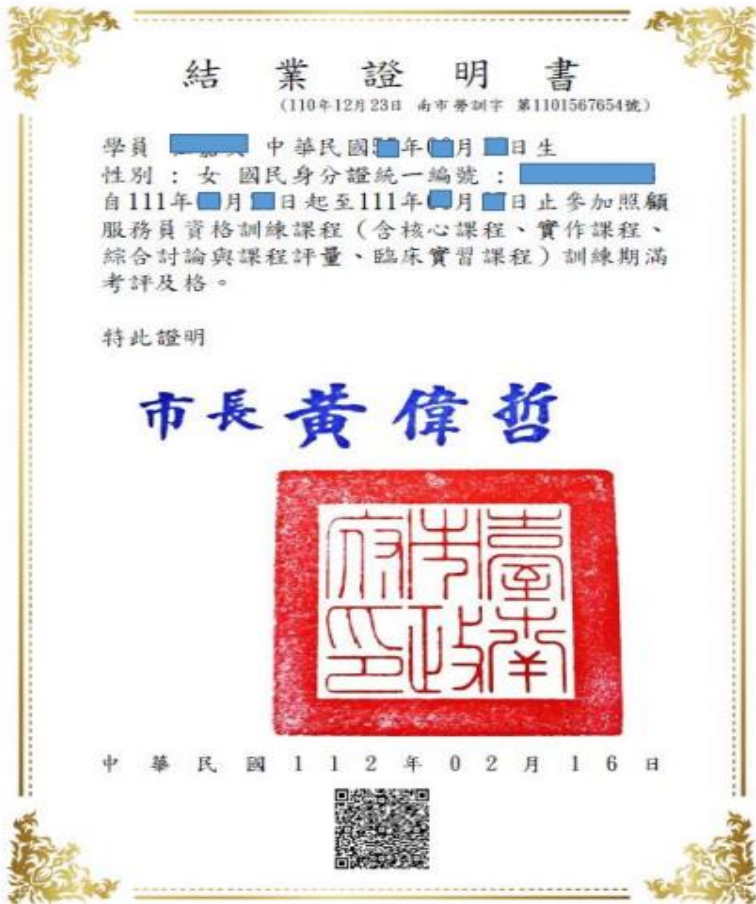 結業證明書
(110年12月23日 南市勞訓字 第1101567654號)
學員 中華民國 年 月 日生
性別：女 國民身分證統一編號：
自111年 月 日起至111年 月 日止參加照顧
服務員資格訓練課程（含核心課程、實作課程、
綜合討論與課程評量、臨床實習課程）訓練期滿
考評及格。
特此證明
市長 黃偉哲
臺南市政府印
中華民國112年02月16日